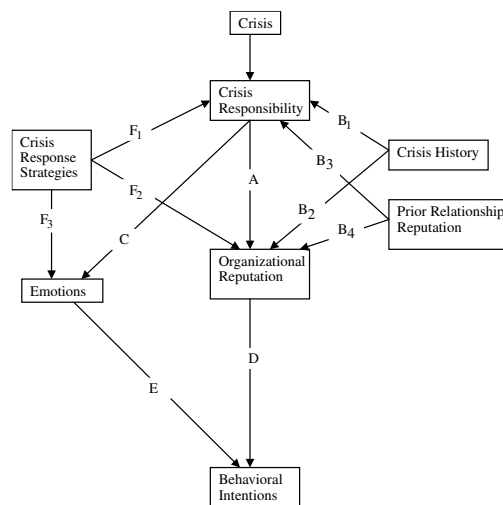 Crisis
Crisis
Responsibility
F1
B1
Crisis
Response
Strategies
Crisis History
B3
A
F2
Prior Relationship
Reputation
B2
F3
B4
C
Organizational
Reputation
Emotions
D
E
Behavioral
Intentions